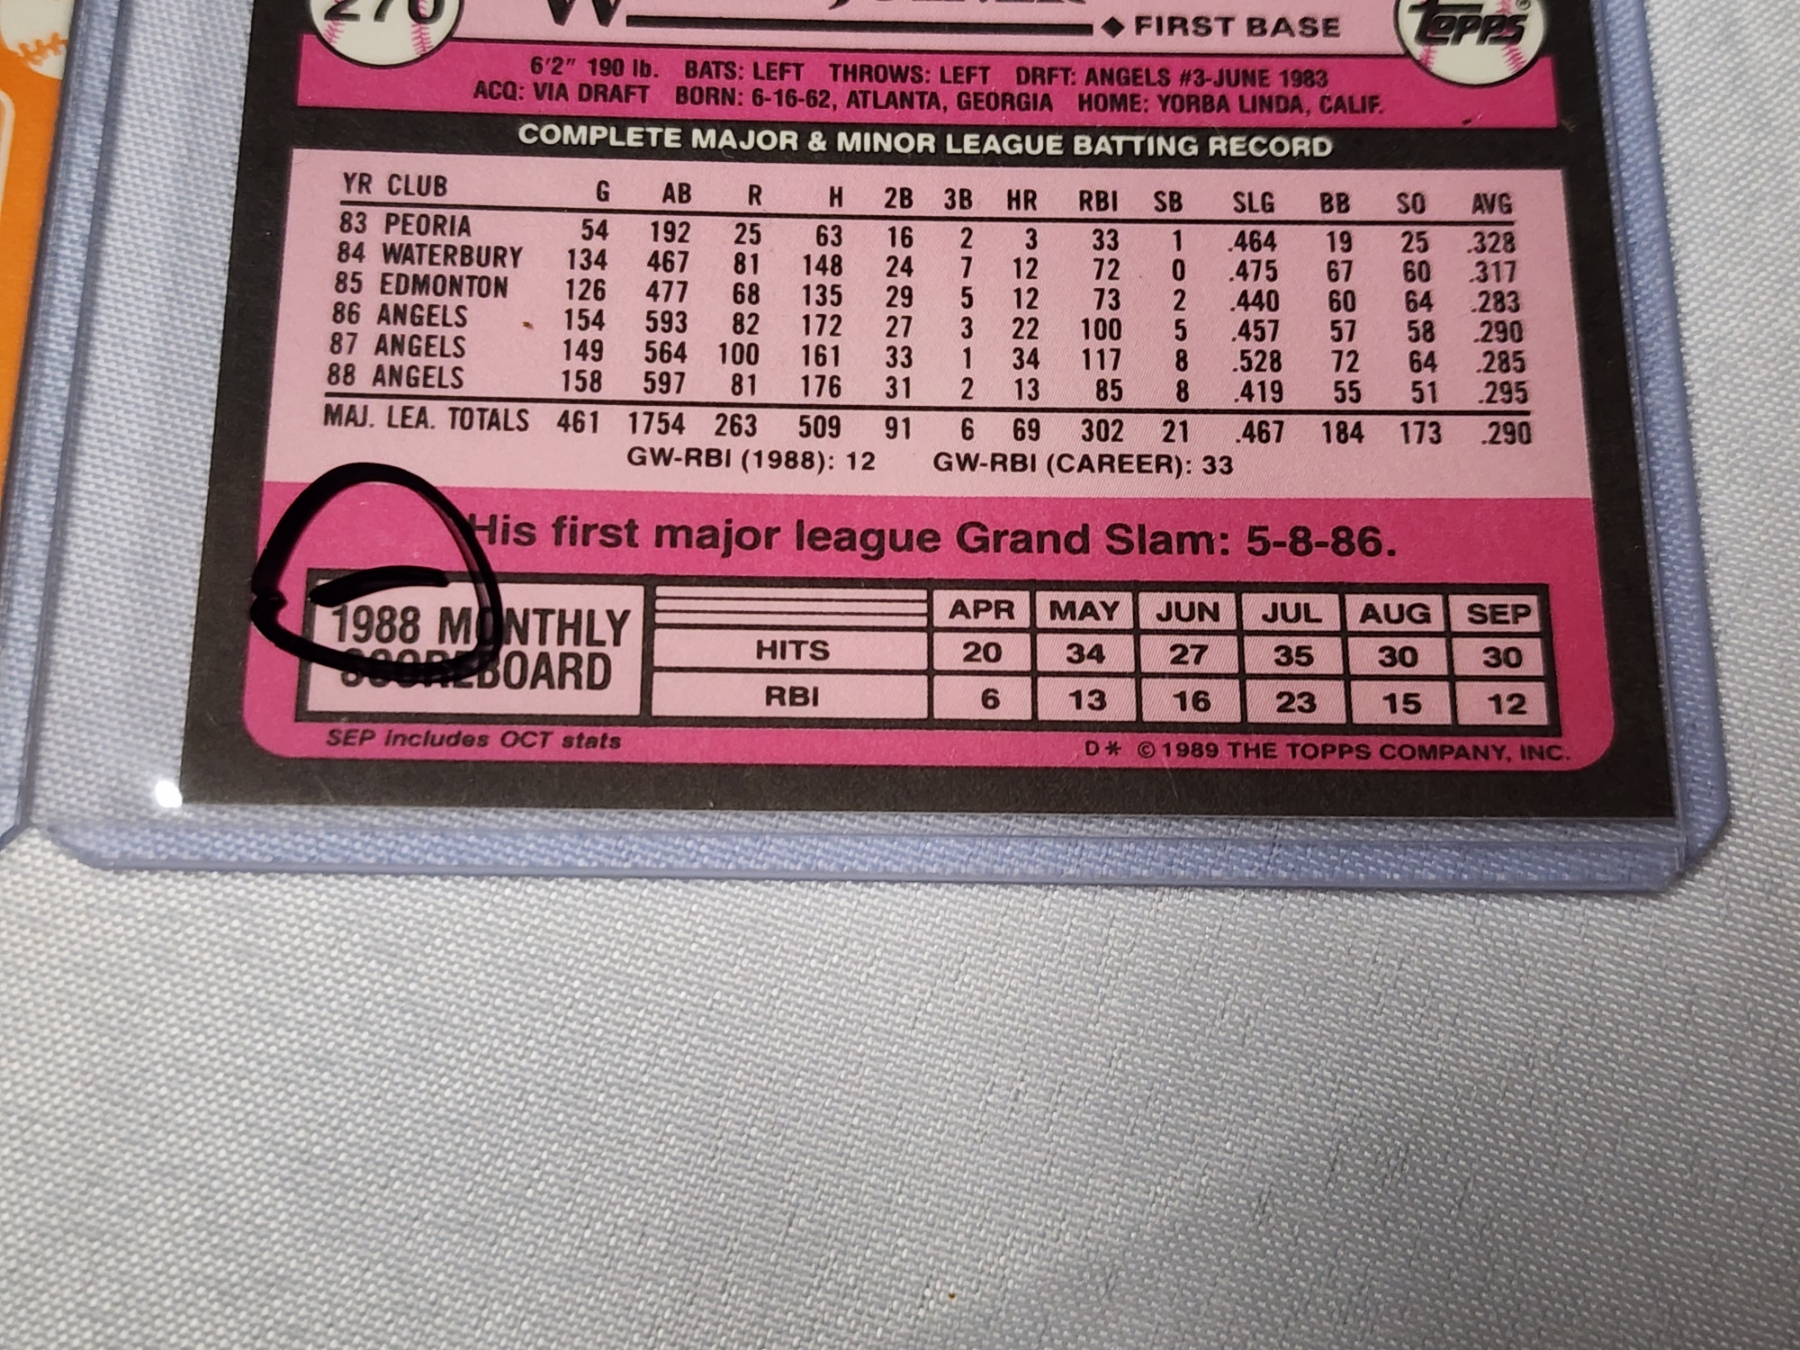 270
W JOYNER ◆ FIRST BASE
TOPPS®
6'2" 190 lb. BATS: LEFT THROWS: LEFT DRFT: ANGELS #3-JUNE 1983
ACQ: VIA DRAFT BORN: 6-16-62, ATLANTA, GEORGIA HOME: YORBA LINDA, CALIF.
COMPLETE MAJOR & MINOR LEAGUE BATTING RECORD
YR CLUB G AB R H 2B 3B HR RBI SB SLG BB SO AVG
83 PEORIA 54 192 25 63 16 2 3 33 1 .464 19 25 .328
84 WATERBURY 134 467 81 148 24 7 12 72 0 .475 67 60 .317
85 EDMONTON 126 477 68 135 29 5 12 73 2 .440 60 64 .283
86 ANGELS 154 593 82 172 27 3 22 100 5 .457 57 58 .290
87 ANGELS 149 564 100 161 33 1 34 117 8 .528 72 64 .285
88 ANGELS 158 597 81 176 31 2 13 85 8 .419 55 51 .295
MAJ. LEA. TOTALS 461 1754 263 509 91 6 69 302 21 .467 184 173 .290
GW-RBI (1988): 12 GW-RBI (CAREER): 33
His first major league Grand Slam: 5-8-86.
1988 MONTHLY
SCOREBOARD
APR MAY JUN JUL AUG SEP
HITS 20 34 27 35 30 30
RBI 6 13 16 23 15 12
SEP includes OCT stats
D* © 1989 THE TOPPS COMPANY, INC.